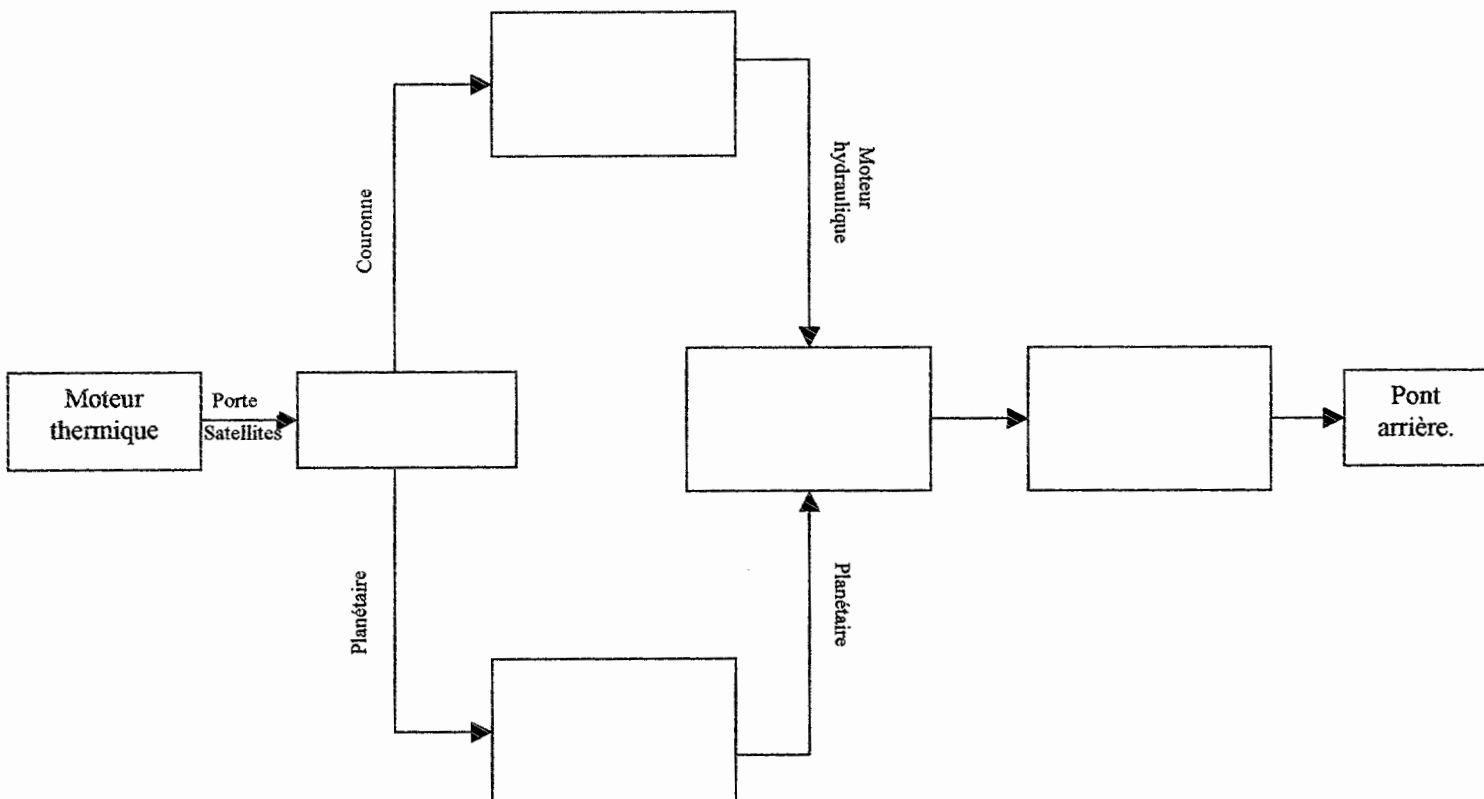 Moteur
hydraulique
Couronne
Moteur
thermique
Porte
Satellites
Pont
arrière.
Planétaire
Planétaire